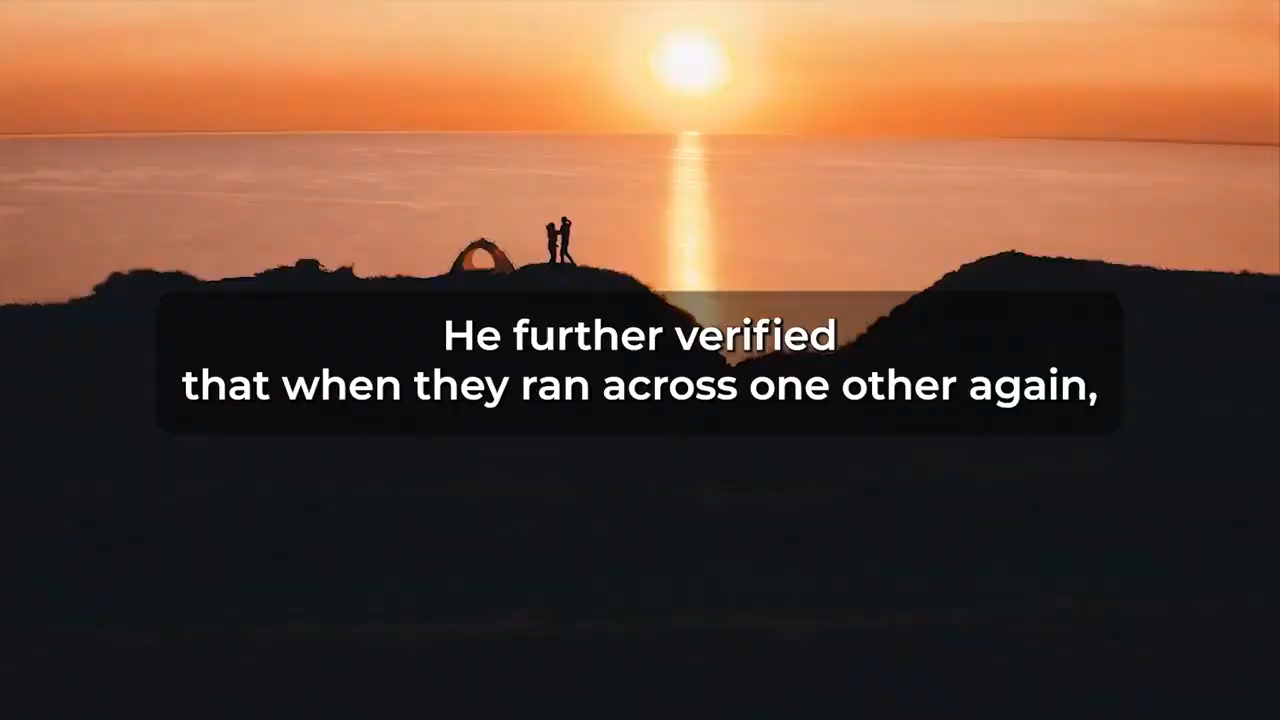 He further verified
that when they ran across one other again,